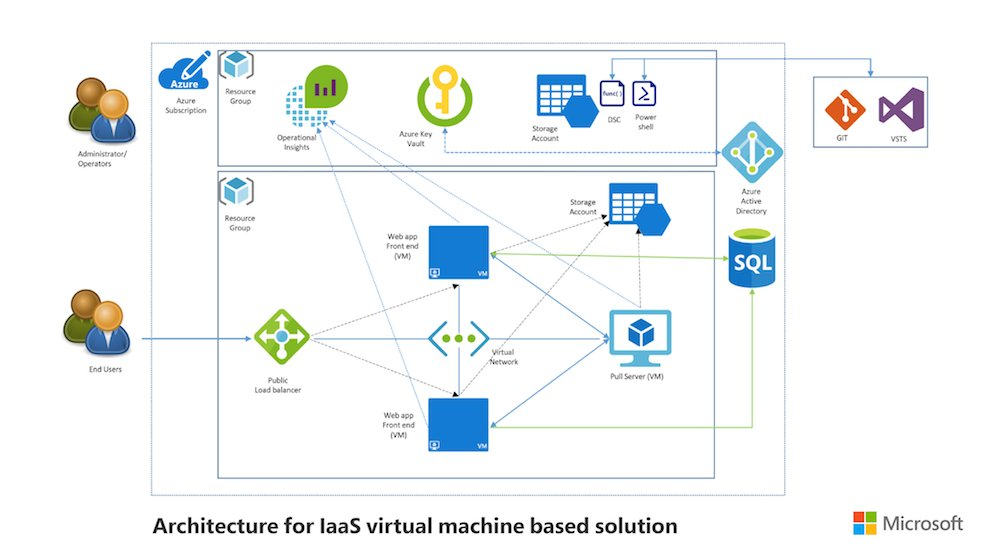 Azure
Azure
Subscription
Resource
Group
Operational
Insights
Azure Key
Vault
Storage
Account
func()
DSC
Power
shell
GIT
VSTS
Administrator/
Operators
Azure
Active
Directory
Resource
Group
Storage
Account
Web app
Front end
(VM)
VM
SQL
End Users
Public
Load balancer
Virtual
Network
Pull Server (VM)
Web app
Front end
(VM)
VM
Architecture for IaaS virtual machine based solution
Microsoft